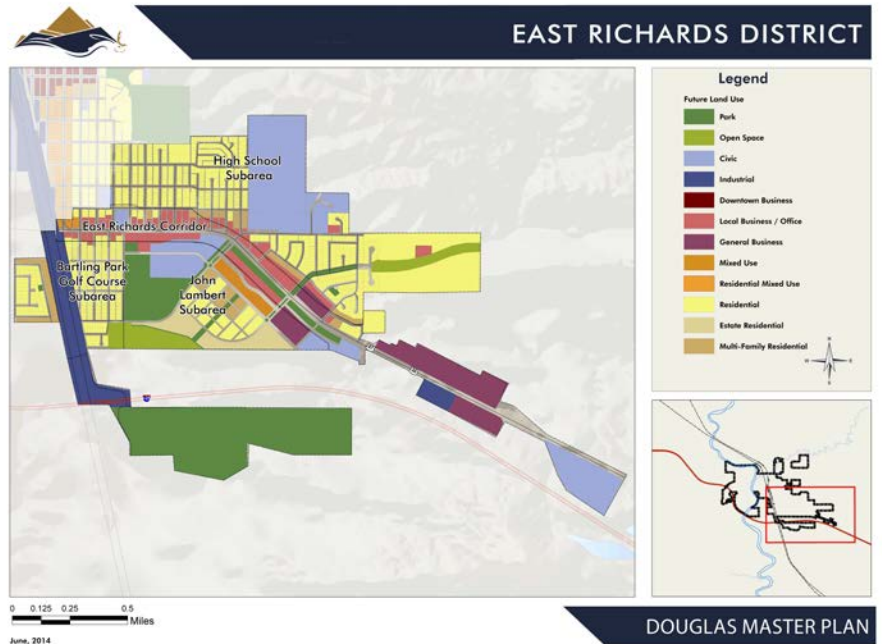 EAST RICHARDS DISTRICT
High School
Subarea
East Richards Corridor
Bartling Park
Golf Course
Subarea
John
Lambert
Subarea
Legend
Future Land Use
Park
Open Space
Civic
Industrial
Downtown Business
Local Business / Office
General Business
Mixed Use
Residential Mixed Use
Residential
Estate Residential
Multi-Family Residential
N
W
E
S
0 0.125 0.25 0.5
Miles
June, 2014
DOUGLAS MASTER PLAN